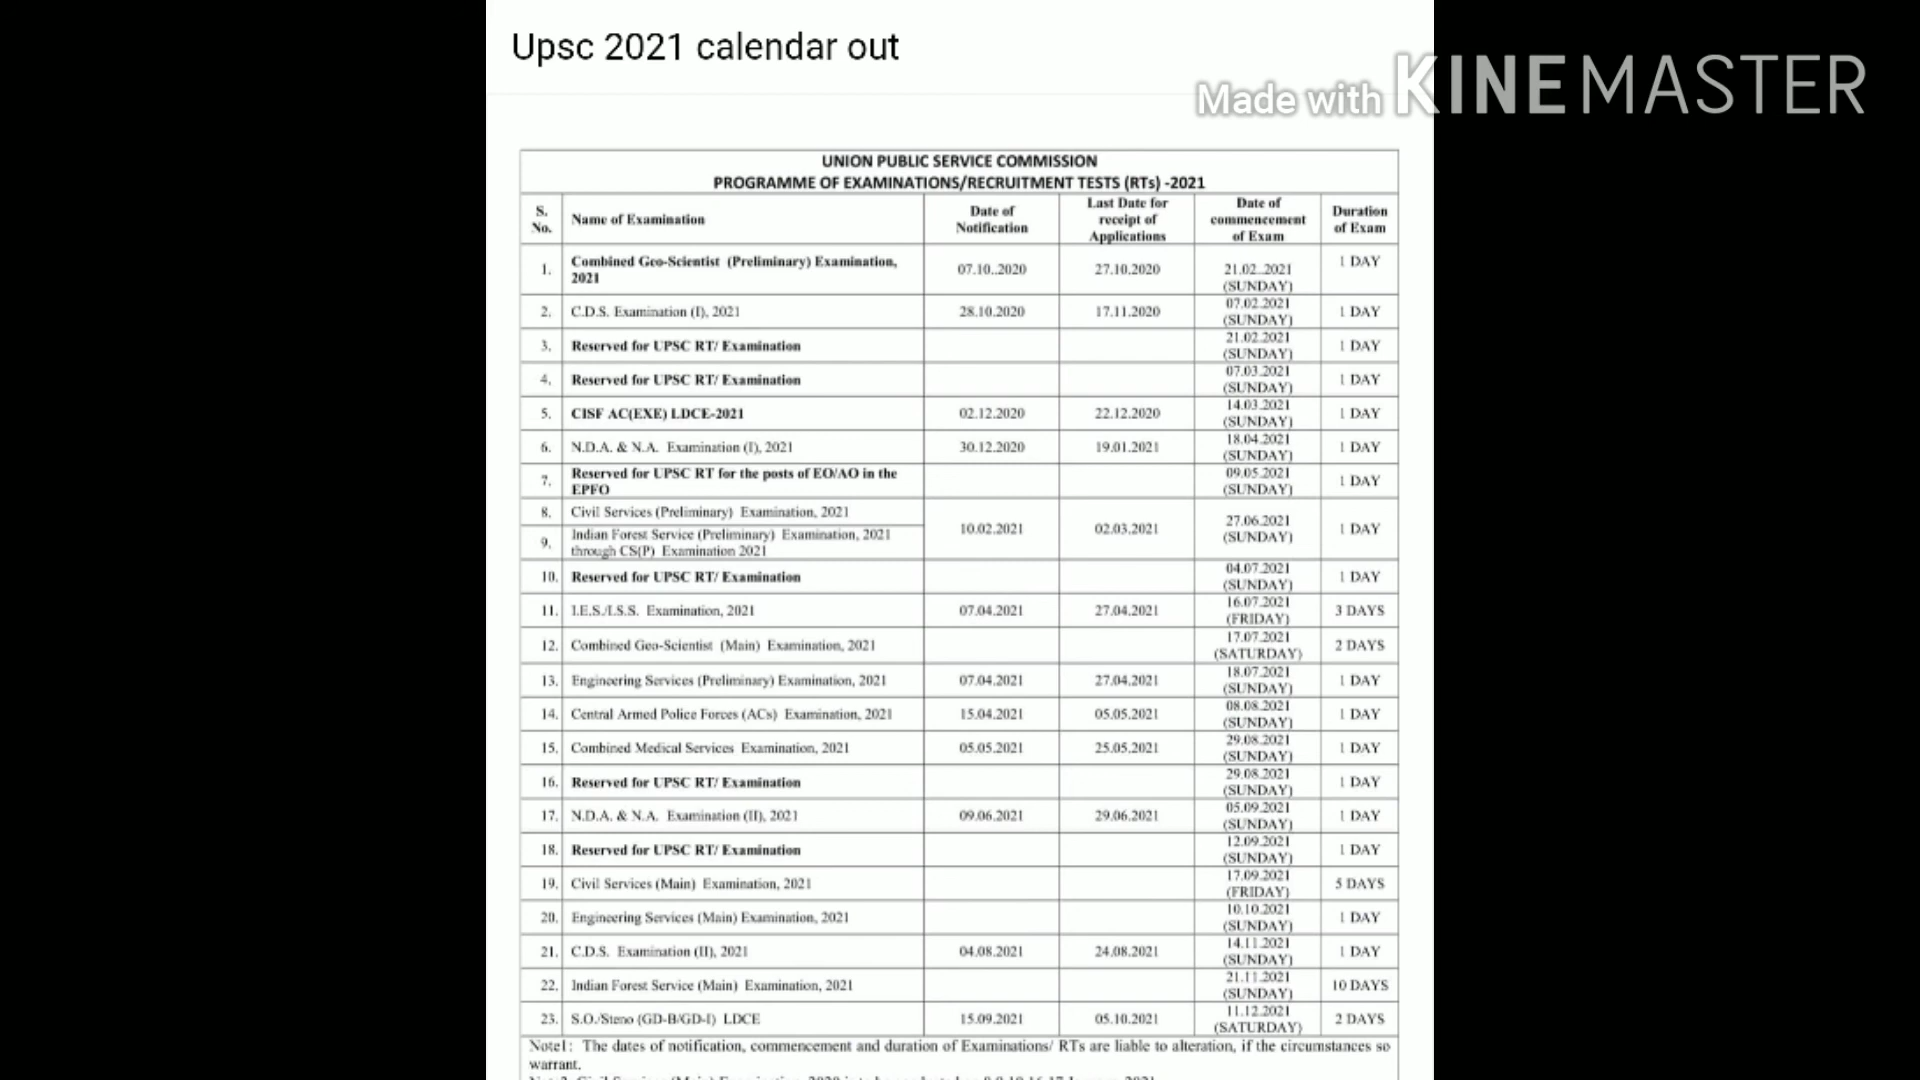 Upsc 2021 calendar out
Made with KINEMASTER
UNION PUBLIC SERVICE COMMISSION
PROGRAMME OF EXAMINATIONS/RECRUITMENT TESTS (RTs) -2021
S. No. Name of Examination Date of Notification Last Date for receipt of Applications Date of commencement of Exam Duration of Exam
1. Combined Geo-Scientist (Preliminary) Examination, 2021 07.10..2020 27.10.2020 21.02..2021 (SUNDAY) 1 DAY
2. C.D.S. Examination (I), 2021 28.10.2020 17.11.2020 07.02.2021 (SUNDAY) 1 DAY
3. Reserved for UPSC RT/ Examination 21.02.2021 (SUNDAY) 1 DAY
4. Reserved for UPSC RT/ Examination 07.03.2021 (SUNDAY) 1 DAY
5. CISF AC(EXE) LDCE-2021 02.12.2020 22.12.2020 14.03.2021 (SUNDAY) 1 DAY
6. N.D.A. & N.A. Examination (I), 2021 30.12.2020 19.01.2021 18.04.2021 (SUNDAY) 1 DAY
7. Reserved for UPSC RT for the posts of EO/AO in the EPFO 09.05.2021 (SUNDAY) 1 DAY
8. Civil Services (Preliminary) Examination, 2021 10.02.2021 02.03.2021 27.06.2021 (SUNDAY) 1 DAY
9. Indian Forest Service (Preliminary) Examination, 2021 through CS(P) Examination 2021
10. Reserved for UPSC RT/ Examination 04.07.2021 (SUNDAY) 1 DAY
11. I.E.S./I.S.S. Examination, 2021 07.04.2021 27.04.2021 16.07.2021 (FRIDAY) 3 DAYS
12. Combined Geo-Scientist (Main) Examination, 2021 17.07.2021 (SATURDAY) 2 DAYS
13. Engineering Services (Preliminary) Examination, 2021 07.04.2021 27.04.2021 18.07.2021 (SUNDAY) 1 DAY
14. Central Armed Police Forces (ACs) Examination, 2021 15.04.2021 05.05.2021 08.08.2021 (SUNDAY) 1 DAY
15. Combined Medical Services Examination, 2021 05.05.2021 25.05.2021 29.08.2021 (SUNDAY) 1 DAY
16. Reserved for UPSC RT/ Examination 29.08.2021 (SUNDAY) 1 DAY
17. N.D.A. & N.A. Examination (II), 2021 09.06.2021 29.06.2021 05.09.2021 (SUNDAY) 1 DAY
18. Reserved for UPSC RT/ Examination 12.09.2021 (SUNDAY) 1 DAY
19. Civil Services (Main) Examination, 2021 17.09.2021 (FRIDAY) 5 DAYS
20. Engineering Services (Main) Examination, 2021 10.10.2021 (SUNDAY) 1 DAY
21. C.D.S. Examination (II), 2021 04.08.2021 24.08.2021 14.11.2021 (SUNDAY) 1 DAY
22. Indian Forest Service (Main) Examination, 2021 21.11.2021 (SUNDAY) 10 DAYS
23. S.O./Steno (GD-B/GD-I) LDCE 15.09.2021 05.10.2021 11.12.2021 (SATURDAY) 2 DAYS
Note1: The dates of notification, commencement and duration of Examinations/ RTs are liable to alteration, if the circumstances so
warrant.